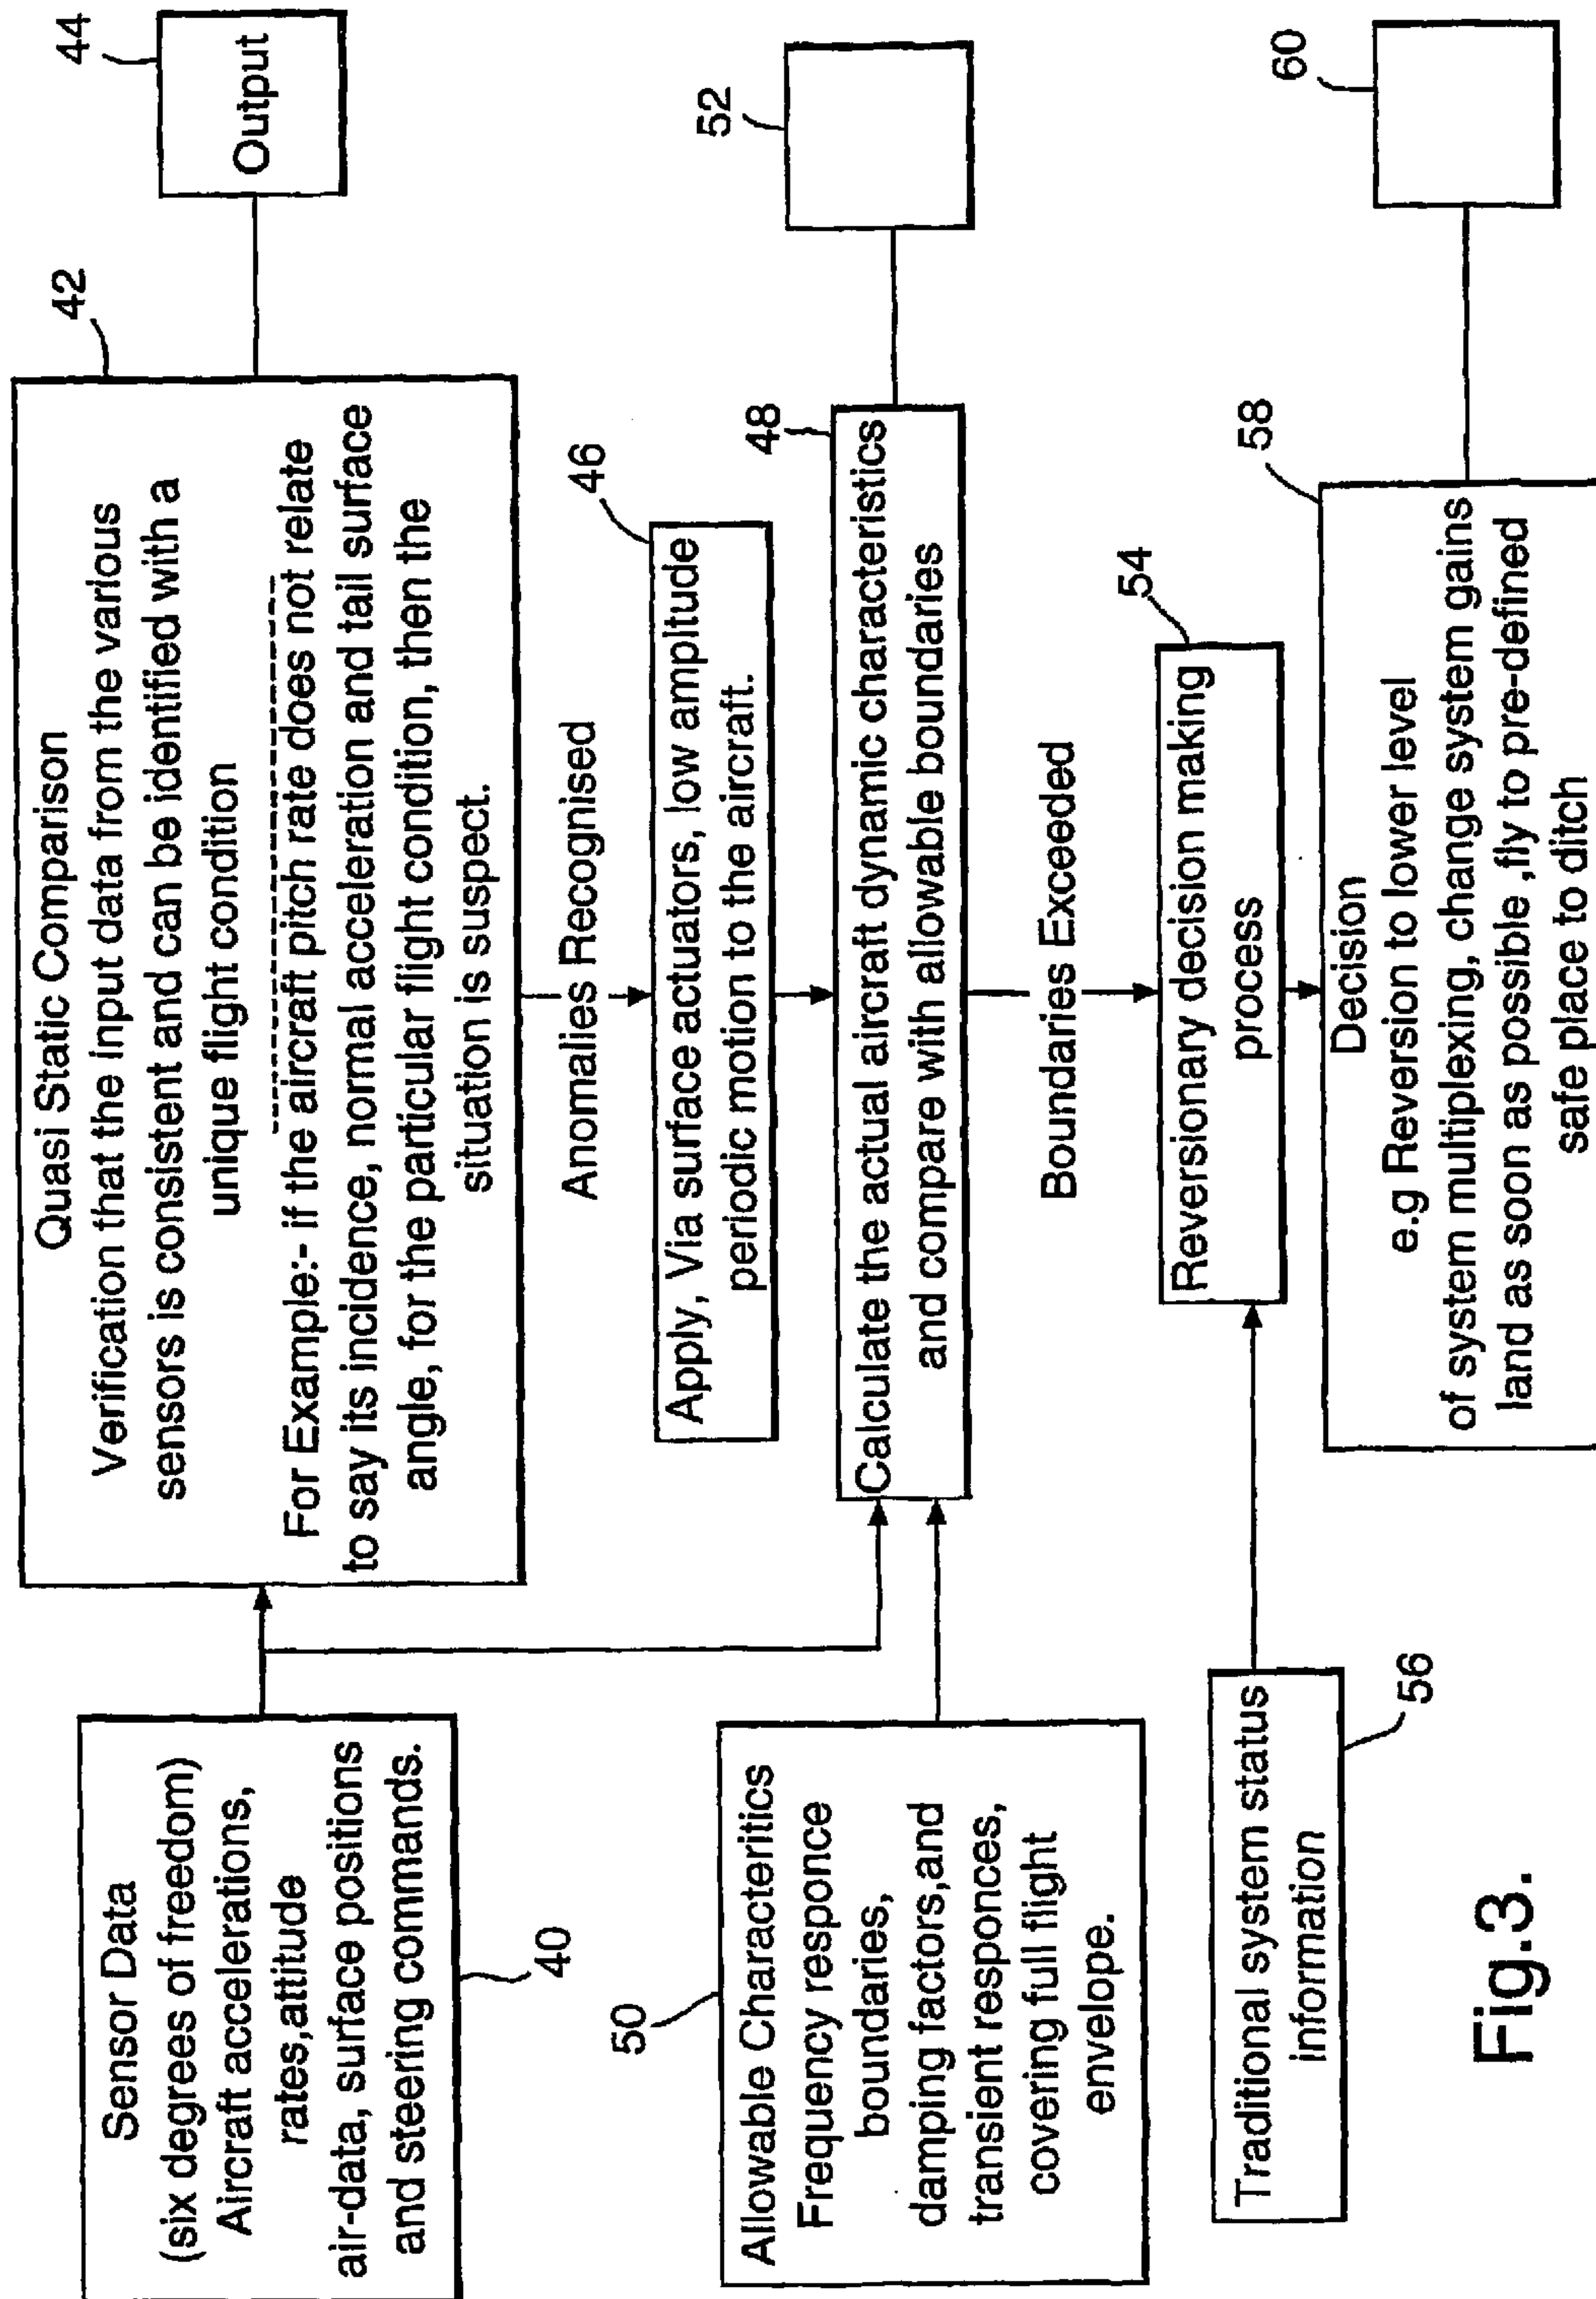 Sensor Data
(six degrees of freedom)
Aircraft accelerations,
rates,attitude
air-data, surface positions
and steering commands.
40
Quasi Static Comparison
Verification that the input data from the various
sensors is consistent and can be identified with a
unique flight condition
For Example:- if the aircraft pitch rate does not relate
to say its incidence, normal acceleration and tail surface
angle, for the particular flight condition, then the
situation is suspect.
42
Output
44
Anomalies Recognised
Apply, Via surface actuators, low ampltude
periodic motion to the aircraft.
46
50
Allowable Characteritics
Frequency responce
boundaries,
damping factors,and
transient responces,
covering full flight
envelope.
Calculate the actual aircraft dynamic characteristics
and compare with allowable boundaries
48
52
Boundaries Exceeded
Traditional system status
information
56
Reversionary decision making
process
54
Decision
e.g Reversion to lower level
of system multiplexing, change system gains
land as soon as possible ,fly to pre-defined
safe place to ditch
58
60
Fig.3.